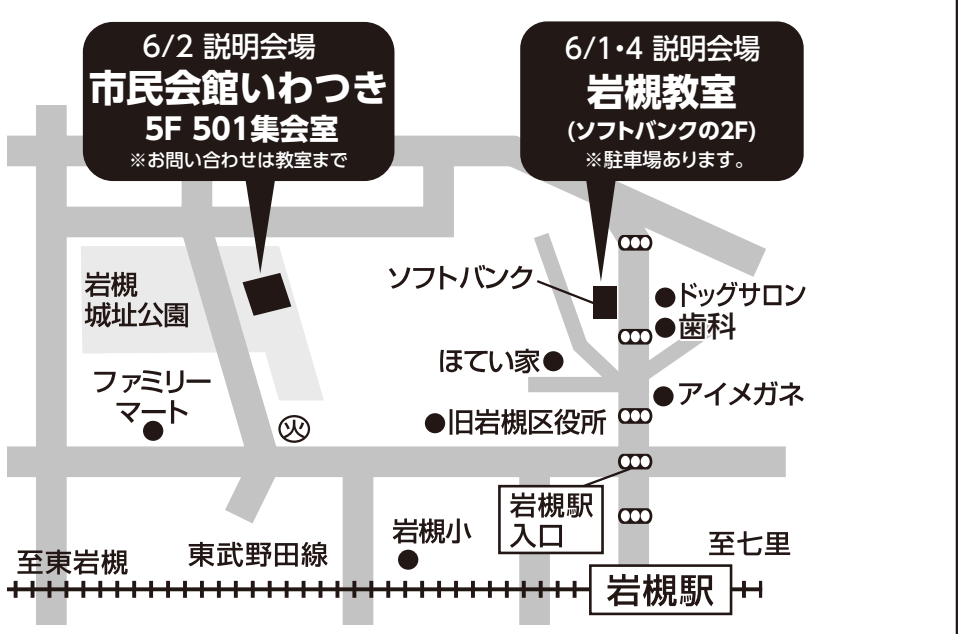 6/2 説明会場
市民会館いわつき
5F 501集会室
※お問い合わせは教室まで
6/1・4 説明会場
岩槻教室
(ソフトバンクの2F)
※駐車場あります。
岩槻
城址公園
ソフトバンク
ドッグサロン
歯科
ほてい家
ファミリー
マート
アイメガネ
火
旧岩槻区役所
岩槻駅
入口
岩槻小
至七里
至東岩槻
東武野田線
岩槻駅